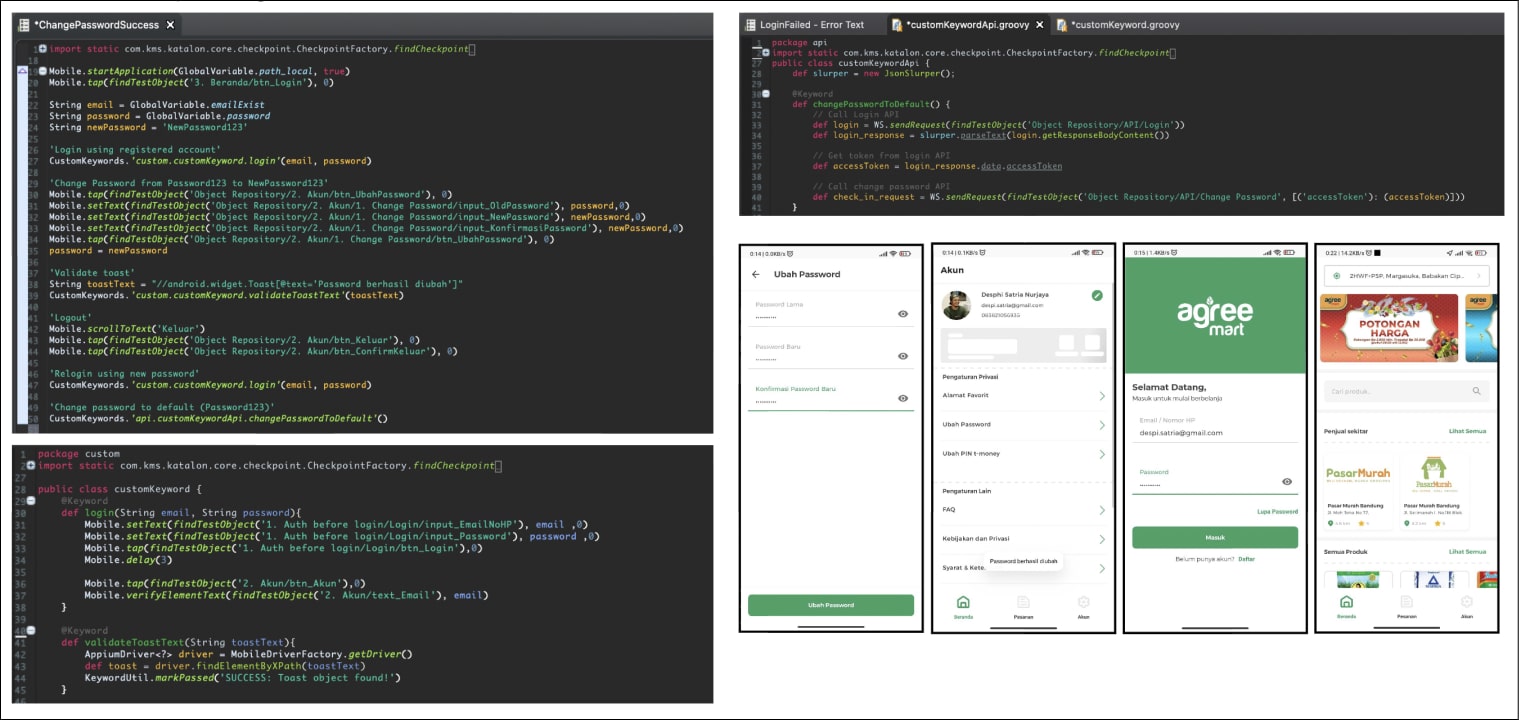 *ChangePasswordSuccess
1 import static com.kms.katalon.core.checkpoint.CheckpointFactory.findCheckpoint
18
19 Mobile.startApplication(GlobalVariable.path_local, true)
20 Mobile.tap(findTestObject('3. Beranda/btn_Login'), 0)
21
22 String email = GlobalVariable.emailExist
23 String password = GlobalVariable.password
24 String newPassword = 'NewPassword123'
25
26 'Login using registered account'
27 CustomKeywords.'custom.customKeyword.login'(email, password)
28
29 'Change Password from Password123 to NewPassword123'
30 Mobile.tap(findTestObject('Object Repository/2. Akun/btn_UbahPassword'), 0)
31 Mobile.setText(findTestObject('Object Repository/2. Akun/1. Change Password/input_OldPassword'), password,0)
32 Mobile.setText(findTestObject('Object Repository/2. Akun/1. Change Password/input_NewPassword'), newPassword,0)
33 Mobile.setText(findTestObject('Object Repository/2. Akun/1. Change Password/input_KonfirmasiPassword'), newPassword,0)
34 Mobile.tap(findTestObject('Object Repository/2. Akun/1. Change Password/btn_UbahPassword'), 0)
35 password = newPassword
36
37 'Validate toast'
38 String toastText = "//android.widget.Toast[@text='Password berhasil diubah']"
39 CustomKeywords.'custom.customKeyword.validateToastText'(toastText)
40
41 'Logout'
42 Mobile.scrollToText('Keluar')
43 Mobile.tap(findTestObject('Object Repository/2. Akun/btn_Keluar'), 0)
44 Mobile.tap(findTestObject('Object Repository/2. Akun/btn_ConfirmKeluar'), 0)
45
46 'Relogin using new password'
47 CustomKeywords.'custom.customKeyword.login'(email, password)
48
49 'Change password to default (Password123)'
50 CustomKeywords.'api.customKeywordApi.changePasswordToDefault'()
1 package custom
2 import static com.kms.katalon.core.checkpoint.CheckpointFactory.findCheckpoint
27
28 public class customKeyword {
29 @Keyword
30 def login(String email, String password){
31 Mobile.setText(findTestObject('1. Auth before login/Login/input_EmailNoHP'), email ,0)
32 Mobile.setText(findTestObject('1. Auth before login/Login/input_Password'), password ,0)
33 Mobile.tap(findTestObject('1. Auth before login/Login/btn_Login'),0)
34 Mobile.delay(3)
35
36 Mobile.tap(findTestObject('2. Akun/btn_Akun'),0)
37 Mobile.verifyElementText(findTestObject('2. Akun/text_Email'), email)
38 }
39
40 @Keyword
41 def validateToastText(String toastText){
42 AppiumDriver<?> driver = MobileDriverFactory.getDriver()
43 def toast = driver.findElementByXPath(toastText)
44 KeywordUtil.markPassed('SUCCESS: Toast object found!')
45 }
46
LoginFailed - Error Text
*customKeywordApi.groovy
*customKeyword.groovy
1 package api
2 import static com.kms.katalon.core.checkpoint.CheckpointFactory.findCheckpoint
27 public class customKeywordApi {
28 def slurper = new JsonSlurper();
29
30 @Keyword
31 def changePasswordToDefault() {
32 // Call Login API
33 def login = WS.sendRequest(findTestObject('Object Repository/API/Login'))
34 def login_response = slurper.parseText(login.getResponseBodyContent())
35
36 // Get token from login API
37 def accessToken = login_response.data.accessToken
38
39 // Call change password API
40 def check_in_request = WS.sendRequest(findTestObject('Object Repository/API/Change Password', [('accessToken'): (accessToken)]))
41 }
0:14 | 0.0KB/s
Ubah Password
Password Lama
Password Baru
Konfirmasi Password Baru
Ubah Password
0:14 | 0.1KB/s
Akun
Desphi Satria Nurjaya
despi.satria@gmail.com
Pengaturan Privasi
Alamat Favorit
Ubah Password
Ubah PIN t-money
Pengaturan Lain
FAQ
Kebijakan dan Privasi
Syarat & Kete
Password berhasil diubah
Beranda
Pesanan
Akun
0:15 | 1.4KB/s
agree
mart
Selamat Datang,
Masuk untuk mulai berbelanja
Email / Nomor HP
despi.satria@gmail.com
Password
Lupa Password
Masuk
Belum punya akun? Daftar
0:22 | 14.2KB/s
ZHWF+P5P, Margasuka, Babakan Cip...
agree
POTONGAN
HARGA
agree
Cari produk...
Penjual sekitar
Lihat Semua
PasarMurah
PasarMurah
Pasar Murah Bandung
Pasar Murah Bandung
Semua Produk
Lihat Semua
Beranda
Pesanan
Akun